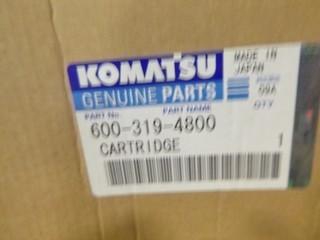 KOMATSU
MADE IN
JAPAN
GENUINE PARTS
PART No.
PART NAME
QTY
600-319-4800
CARTRIDGE
1